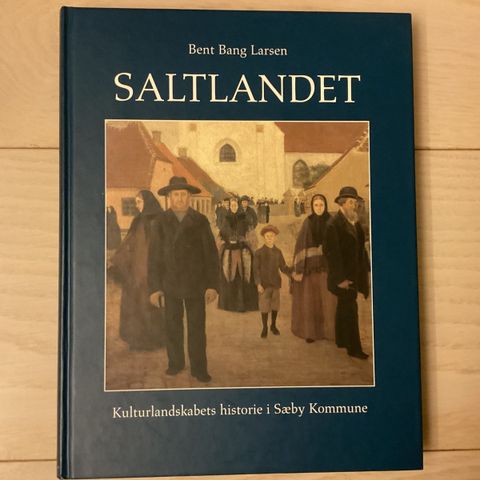 Bent Bang Larsen
SALTLANDET
Kulturlandskabets historie i Sæby Kommune